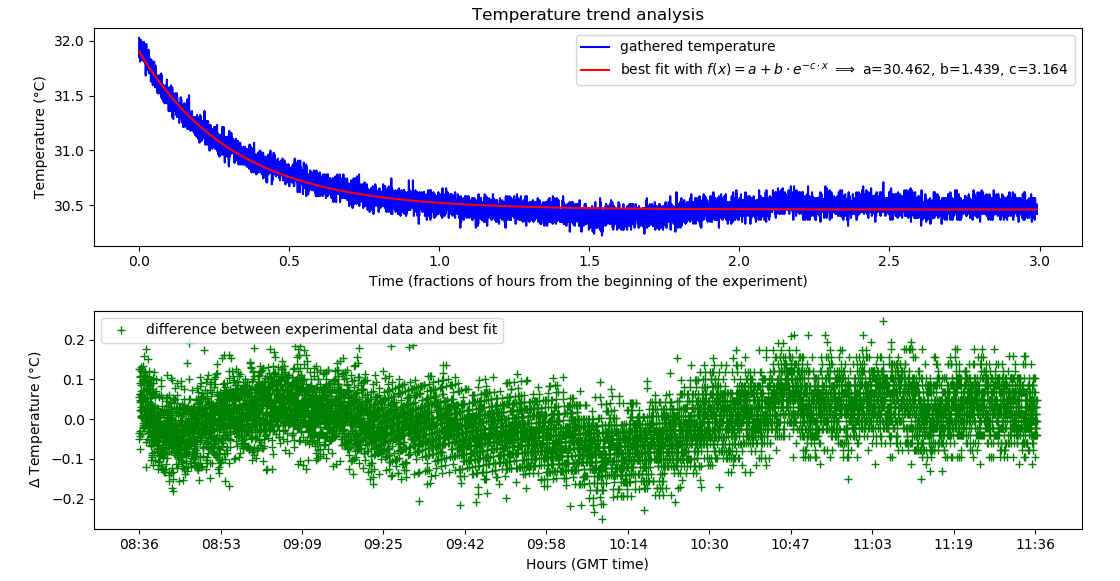 Temperature trend analysis
gathered temperature
best fit with f(x) = a + b · e^{-c·x} ⟹ a=30.462, b=1.439, c=3.164
Temperature (°C)
32.0
31.5
31.0
30.5
0.0 0.5 1.0 1.5 2.0 2.5 3.0
Time (fractions of hours from the beginning of the experiment)
difference between experimental data and best fit
Δ Temperature (°C)
0.2
0.1
0.0
−0.1
−0.2
08:36 08:53 09:09 09:25 09:42 09:58 10:14 10:30 10:47 11:03 11:19 11:36
Hours (GMT time)